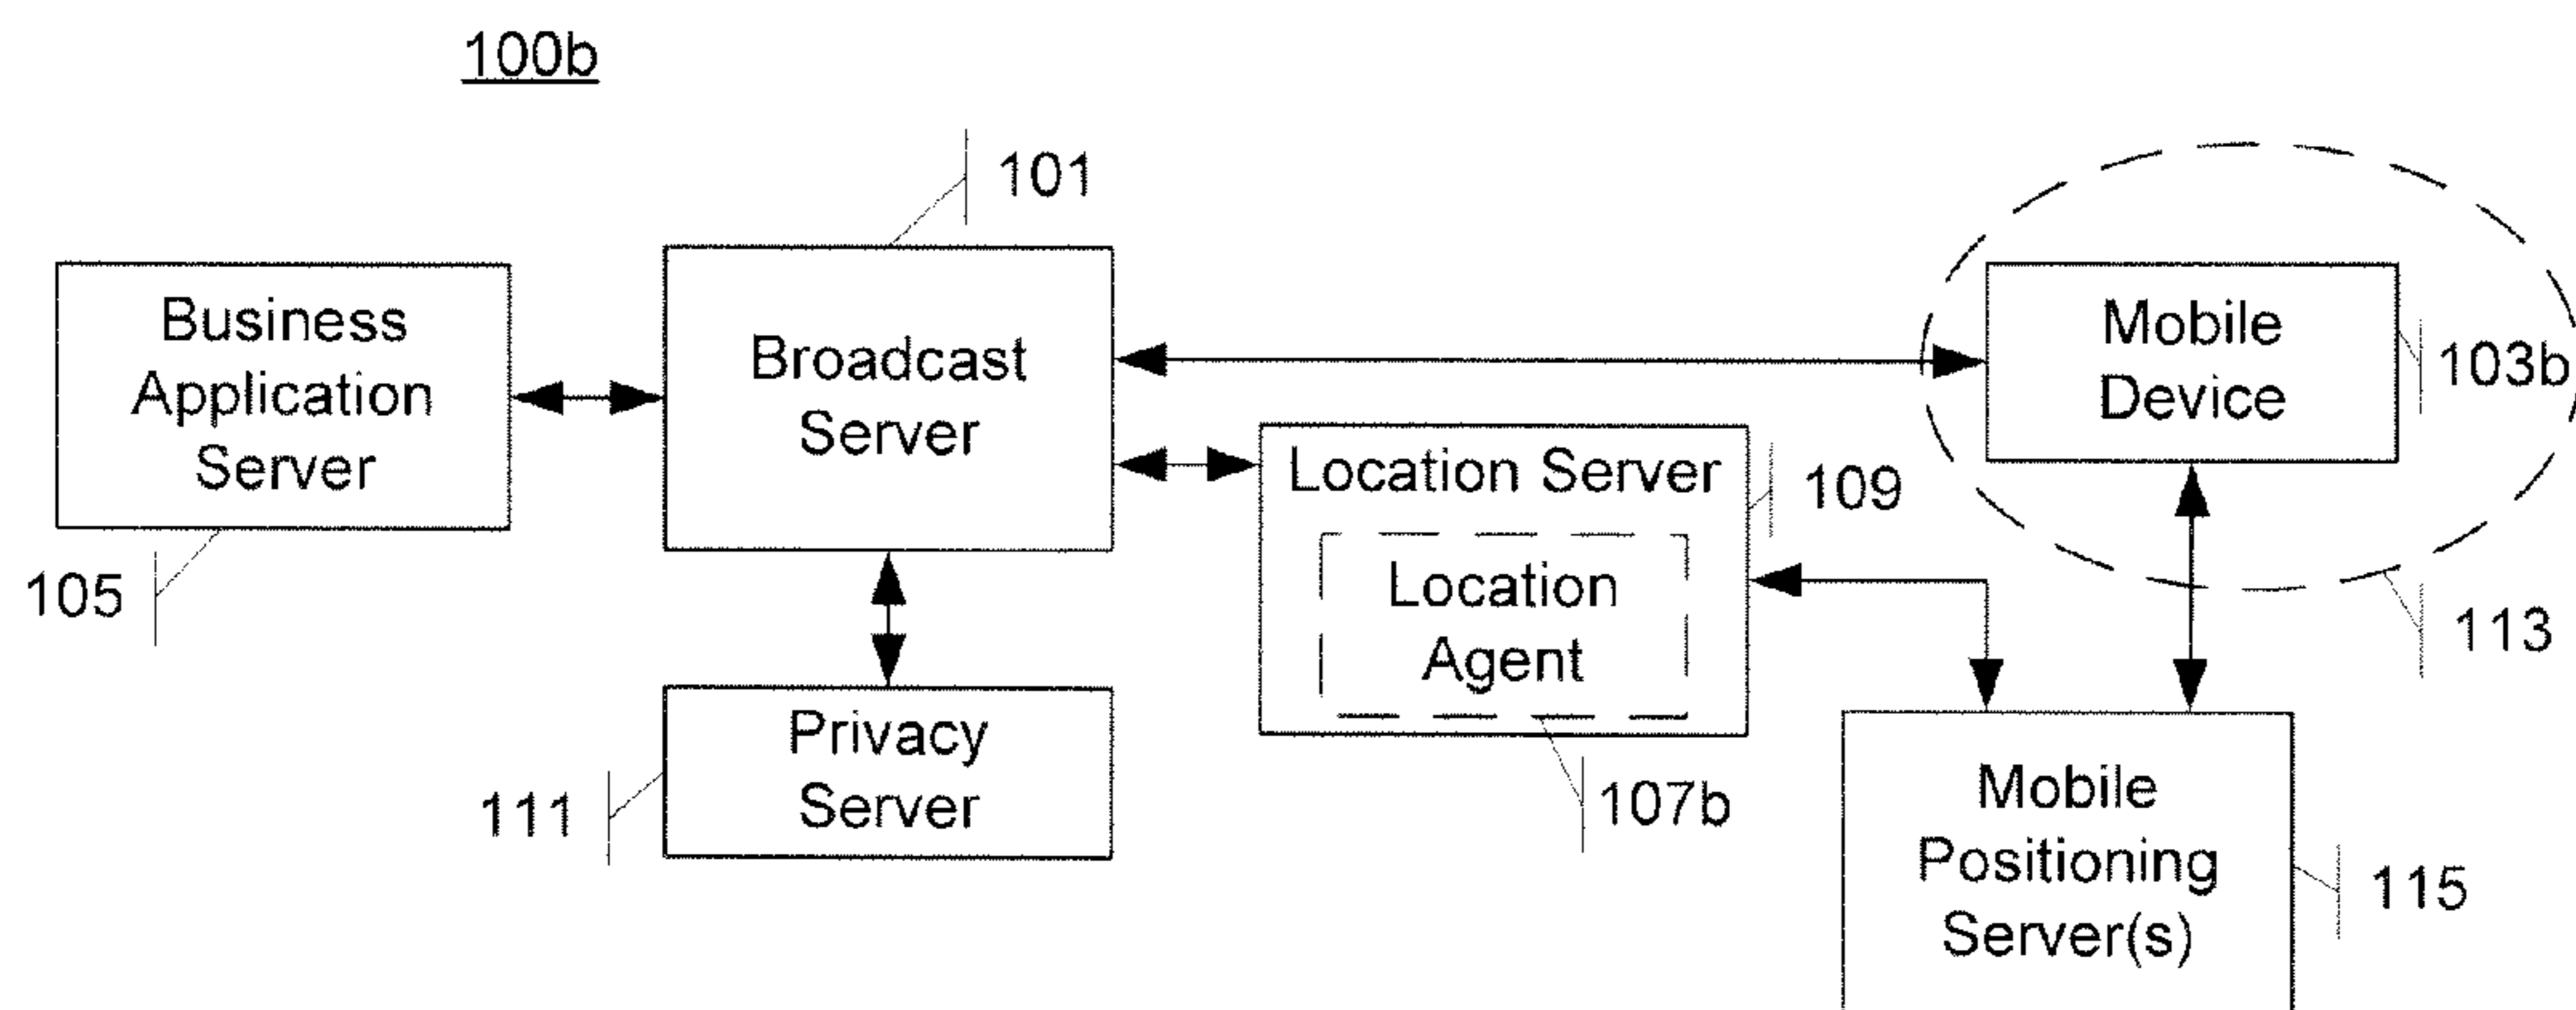 100b
101
Business
Application
Server
105
Broadcast
Server
Mobile
Device
103b
Location Server
109
Location
Agent
107b
113
Privacy
Server
111
Mobile
Positioning
Server(s)
115